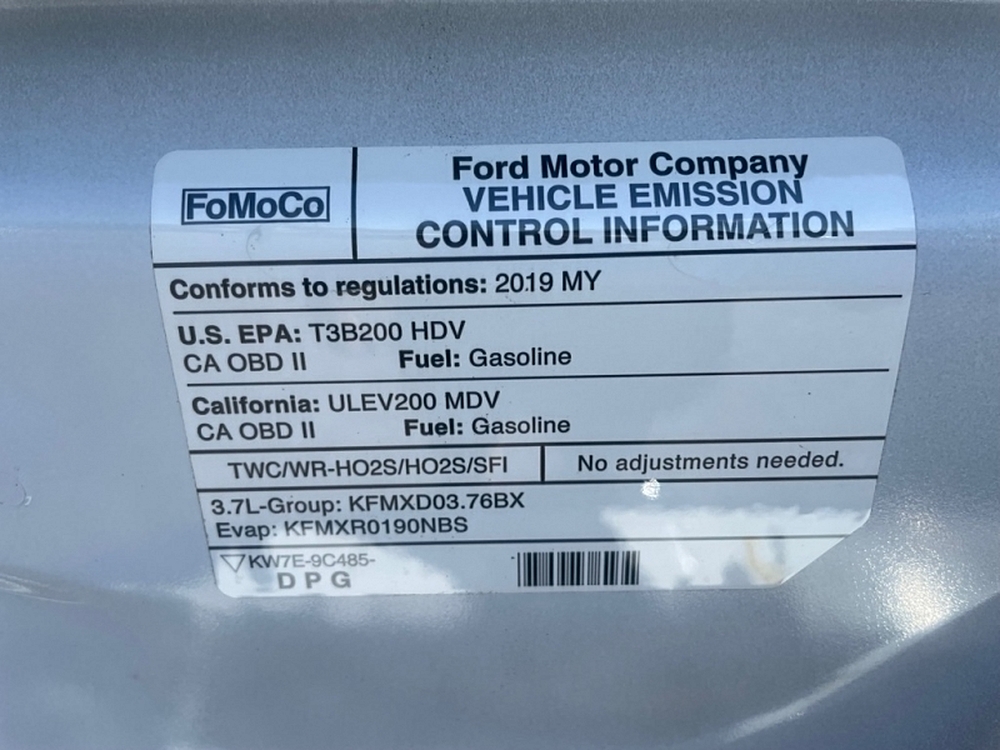 FoMoCo
Ford Motor Company
VEHICLE EMISSION
CONTROL INFORMATION
Conforms to regulations: 2019 MY
U.S. EPA: T3B200 HDV
CA OBD II Fuel: Gasoline
California: ULEV200 MDV
CA OBD II Fuel: Gasoline
TWC/WR-HO2S/HO2S/SFI No adjustments needed.
3.7L-Group: KFMXD03.76BX
Evap: KFMXR0190NBS
KW7E-9C485-
D P G